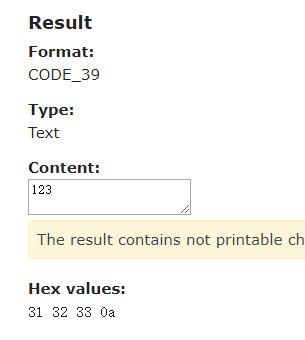 Result
Format:
CODE_39
Type:
Text
Content:
123
The result contains not printable ch
Hex values:
31 32 33 0a